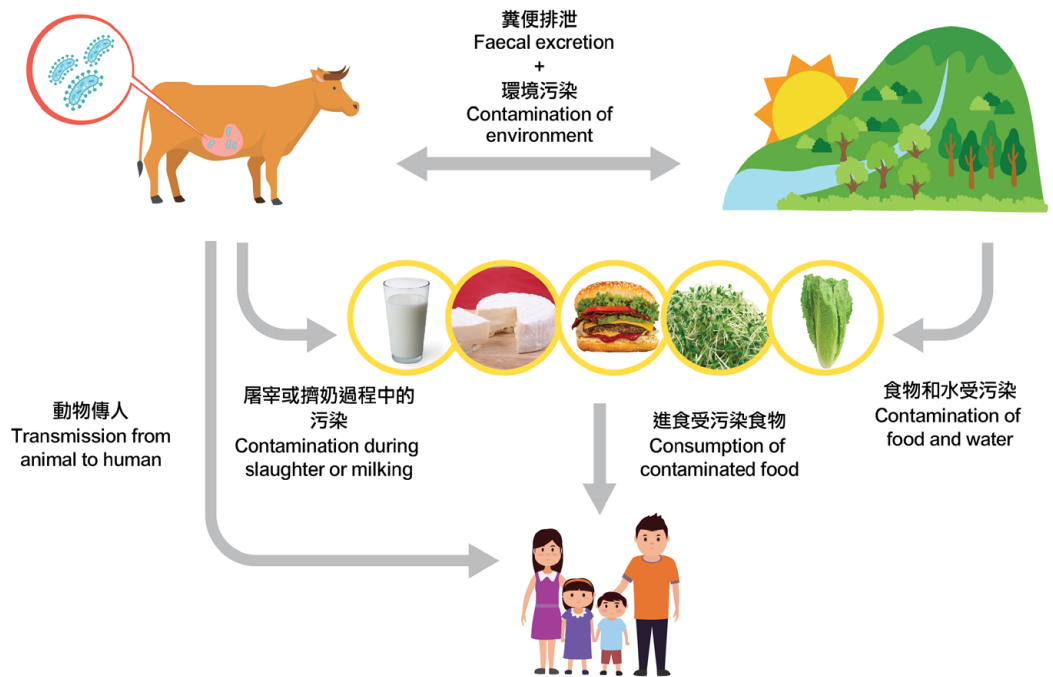 糞便排泄
Faecal excretion
+
環境污染
Contamination of
environment
動物傳人
Transmission from
animal to human
屠宰或擠奶過程中的
污染
Contamination during
slaughter or milking
進食受污染食物
Consumption of
contaminated food
食物和水受污染
Contamination of
food and water